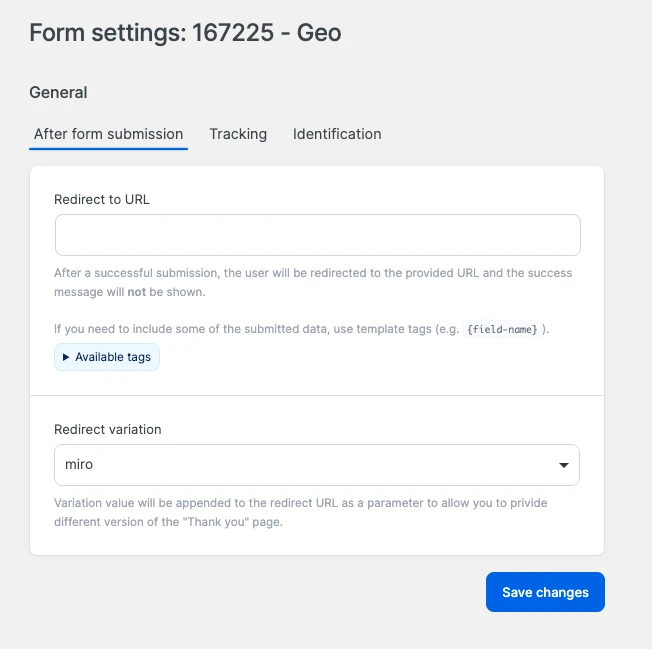 Form settings: 167225 - Geo
General
After form submission Tracking Identification
Redirect to URL
After a successful submission, the user will be redirected to the provided URL and the success
message will not be shown.
If you need to include some of the submitted data, use template tags (e.g. {field-name} ).
Available tags
Redirect variation
miro
Variation value will be appended to the redirect URL as a parameter to allow you to privide
different version of the "Thank you" page.
Save changes